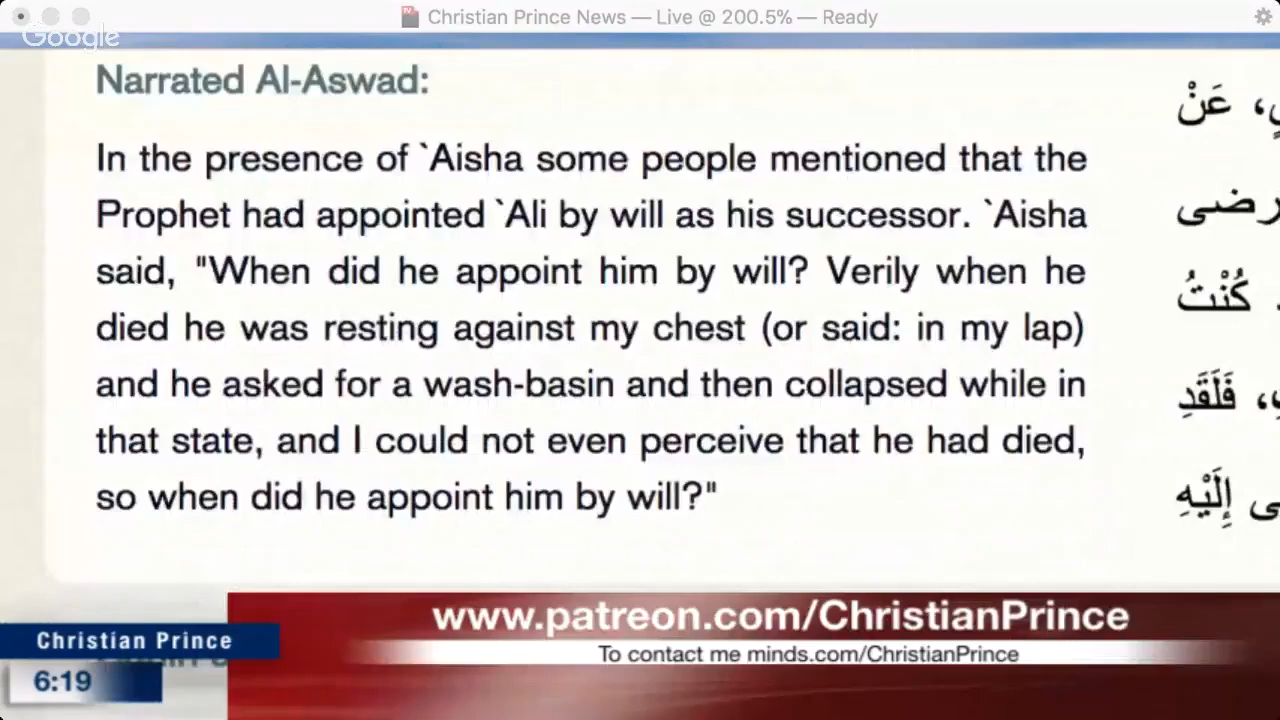 Christian Prince News — Live @ 200.5% — Ready
Google
Narrated Al-Aswad:
In the presence of `Aisha some people mentioned that the
Prophet had appointed `Ali by will as his successor. `Aisha
said, "When did he appoint him by will? Verily when he
died he was resting against my chest (or said: in my lap)
and he asked for a wash-basin and then collapsed while in
that state, and I could not even perceive that he had died,
so when did he appoint him by will?"
، عَنْ
رضى
كُنْتُ
، فَلَقَدِ
إِلَيْهِ
www.patreon.com/ChristianPrince
To contact me minds.com/ChristianPrince
Christian Prince
6:19